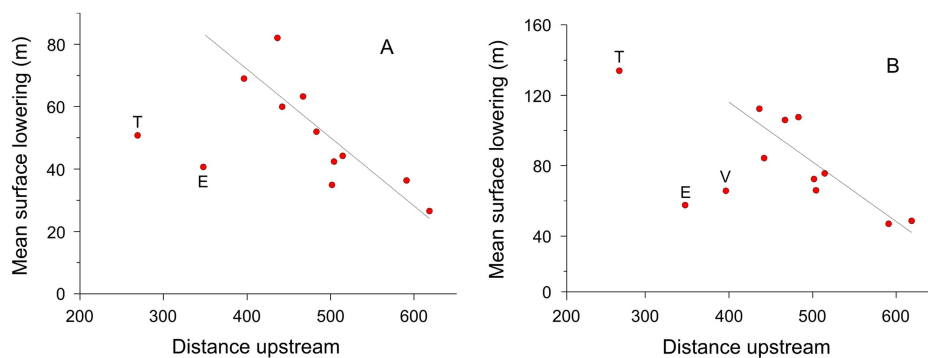 A
Mean surface lowering (m)
80
60
40
20
0
T
E
200
300
400
500
600
Distance upstream
B
Mean surface lowering (m)
160
120
80
40
0
T
E
V
200
300
400
500
600
Distance upstream